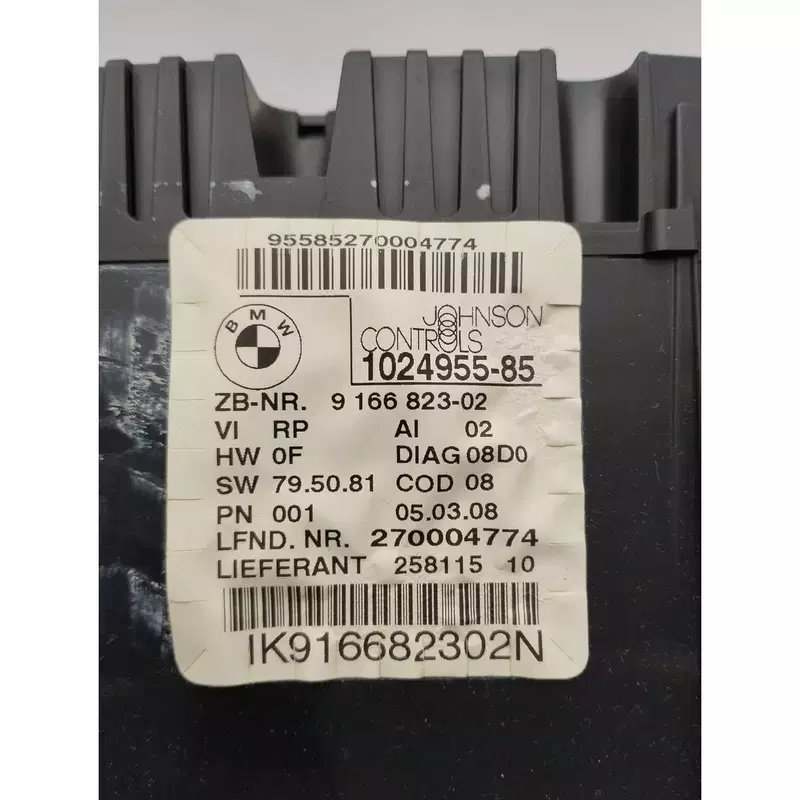 95585270004774
BMW
JOHNSON
CONTROLS
1024955-85
ZB-NR. 9 166 823-02
VI RP AI 02
HW 0F DIAG 08D0
SW 79.50.81 COD 08
PN 001 05.03.08
LFND. NR. 270004774
LIEFERANT 258115 10
IK916682302N